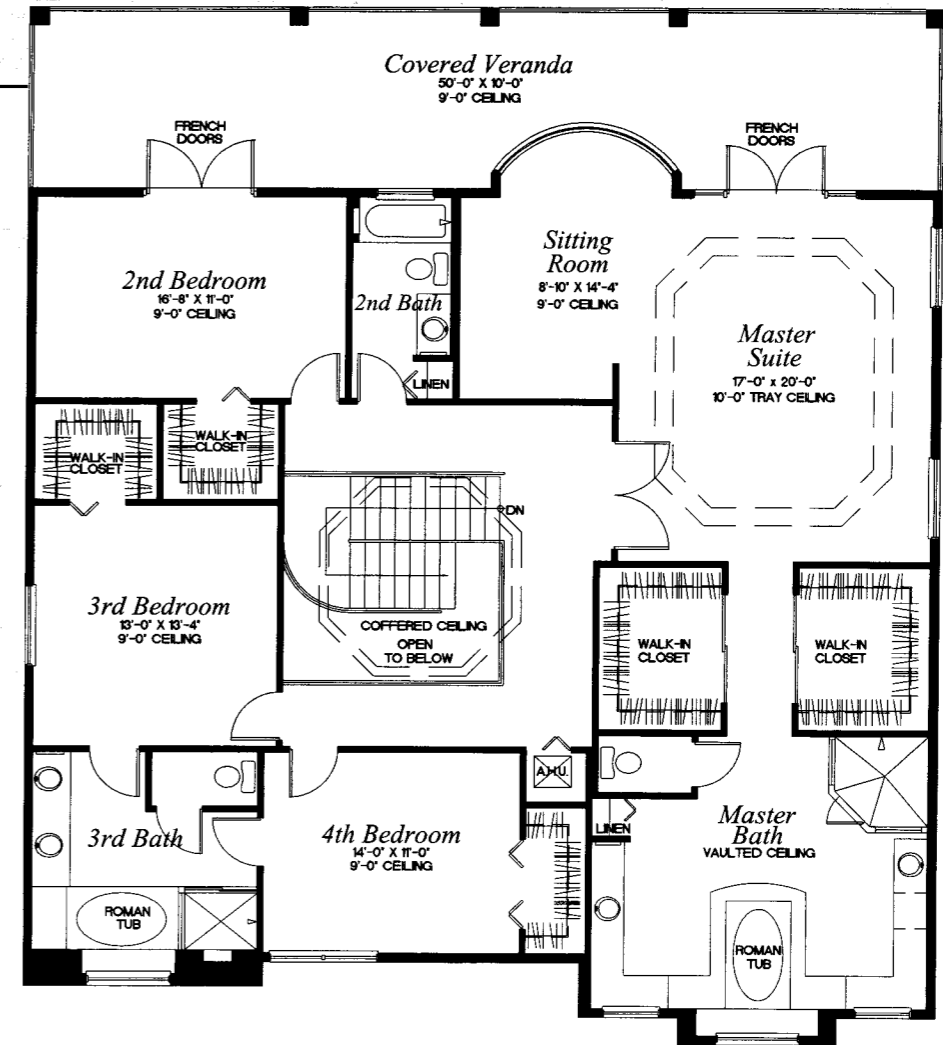 Covered Veranda
50'-0" X 10'-0"
9'-0" CEILING
FRENCH
DOORS
FRENCH
DOORS
2nd Bedroom
16'-8" X 11'-0"
9'-0" CEILING
2nd Bath
LINEN
Sitting
Room
8'-10" X 14'-4"
9'-0" CEILING
Master
Suite
17'-0" x 20'-0"
10'-0" TRAY CEILING
WALK-IN
CLOSET
WALK-IN
CLOSET
DN
3rd Bedroom
13'-0" X 13'-4"
9'-0" CEILING
COFFERED CEILING
OPEN
TO BELOW
WALK-IN
CLOSET
WALK-IN
CLOSET
A.H.U.
3rd Bath
4th Bedroom
14'-0" X 11'-0"
9'-0" CEILING
LINEN
Master
Bath
VAULTED CEILING
ROMAN
TUB
ROMAN
TUB